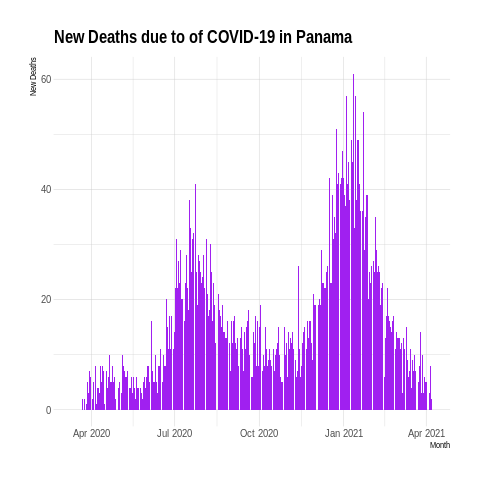 New Deaths due to of COVID-19 in Panama
New Deaths
60
40
20
0
Apr 2020 Jul 2020 Oct 2020 Jan 2021 Apr 2021
Month